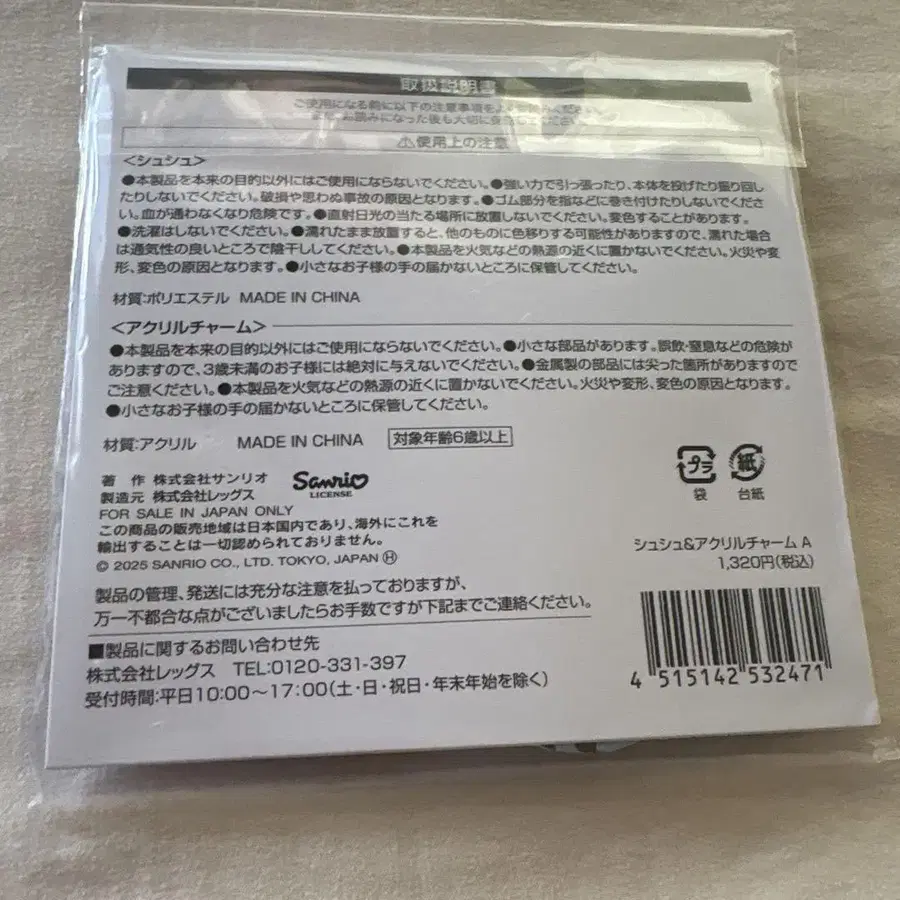 取扱説明書
ご使用になる前に以下の注意事項をよ
お読みになった後も大切に保
⚠使用上の注意
<シュシュ>
●本製品を本来の目的以外にはご使用にならないでください。●強い力で引っ張ったり、本体を投げたり振り回し
たりしないでください。破損や思わぬ事故の原因となります。●ゴム部分を指などに巻き付けたりしないでくださ
い。血が通わなくなり危険です。●直射日光の当たる場所に放置しないでください。変色することがあります。
●洗濯はしないでください。●濡れたまま放置すると、他のものに色移りする可能性がありますので、濡れた場合
は通気性の良いところで陰干ししてください。●本製品を火気などの熱源の近くに置かないでください。火災や変
形、変色の原因となります。●小さなお子様の手の届かないところに保管してください。
材質:ポリエステル MADE IN CHINA
<アクリルチャーム>
●本製品を本来の目的以外にはご使用にならないでください。●小さな部品があります。誤飲・窒息などの危険が
ありますので、3歳未満のお子様には絶対に与えないでください。●金属製の部品には尖った箇所がありますので
ご注意ください。●本製品を火気などの熱源の近くに置かないでください。火災や変形、変色の原因となります。
●小さなお子様の手の届かないところに保管してください。
材質:アクリル MADE IN CHINA 対象年齢6歳以上
著 作 株式会社サンリオ
製造元 株式会社レッグス
Sanrio
LICENSE
FOR SALE IN JAPAN ONLY
この商品の販売地域は日本国内であり、海外にこれを
輸出することは一切認められておりません。
© 2025 SANRIO CO., LTD. TOKYO, JAPAN Ⓗ
プラ 紙
袋 台紙
シュシュ&アクリルチャーム A
1,320円(税込)
製品の管理、発送には充分な注意を払っておりますが、
万一不都合な点がございましたらお手数ですが下記までご連絡ください。
■製品に関するお問い合わせ先
株式会社レッグス TEL:0120-331-397
受付時間:平日10:00〜17:00(土・日・祝日・年末年始を除く)
4 515142 532471